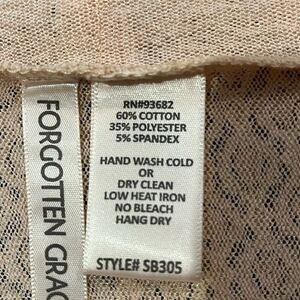 FORGOTTEN GRAC
RN#93682
60% COTTON
35% POLYESTER
5% SPANDEX
HAND WASH COLD
OR
DRY CLEAN
LOW HEAT IRON
NO BLEACH
HANG DRY
STYLE# SB305